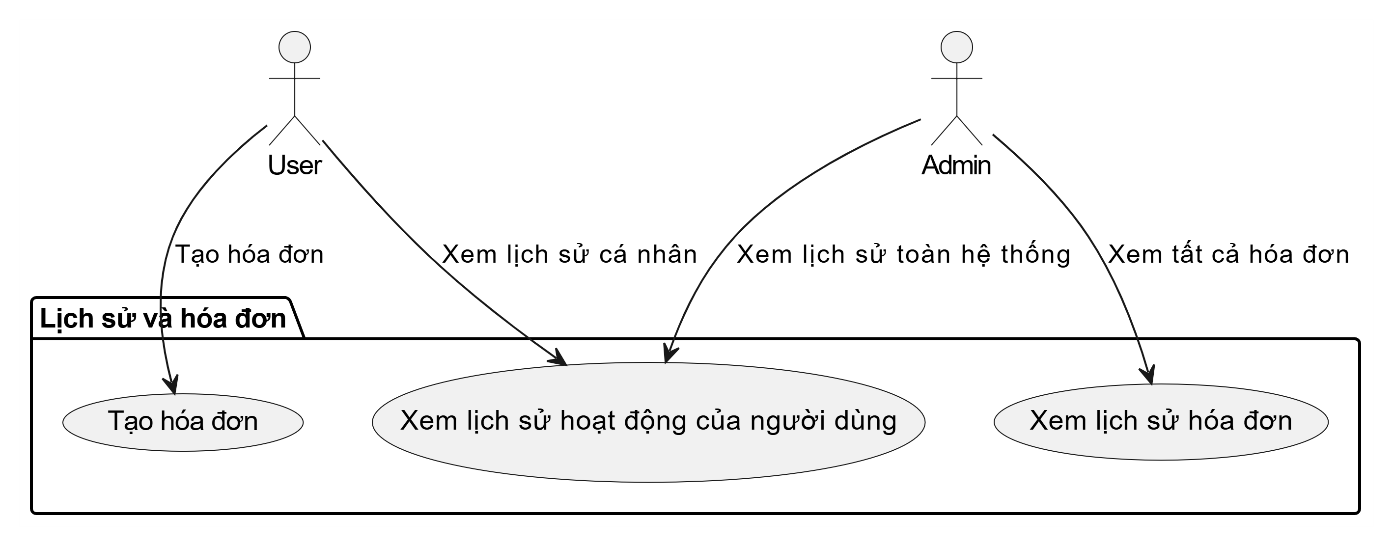 User
Admin
Tạo hóa đơn
Xem lịch sử cá nhân
Xem lịch sử toàn hệ thống
Xem tất cả hóa đơn
Lịch sử và hóa đơn
Tạo hóa đơn
Xem lịch sử hoạt động của người dùng
Xem lịch sử hóa đơn